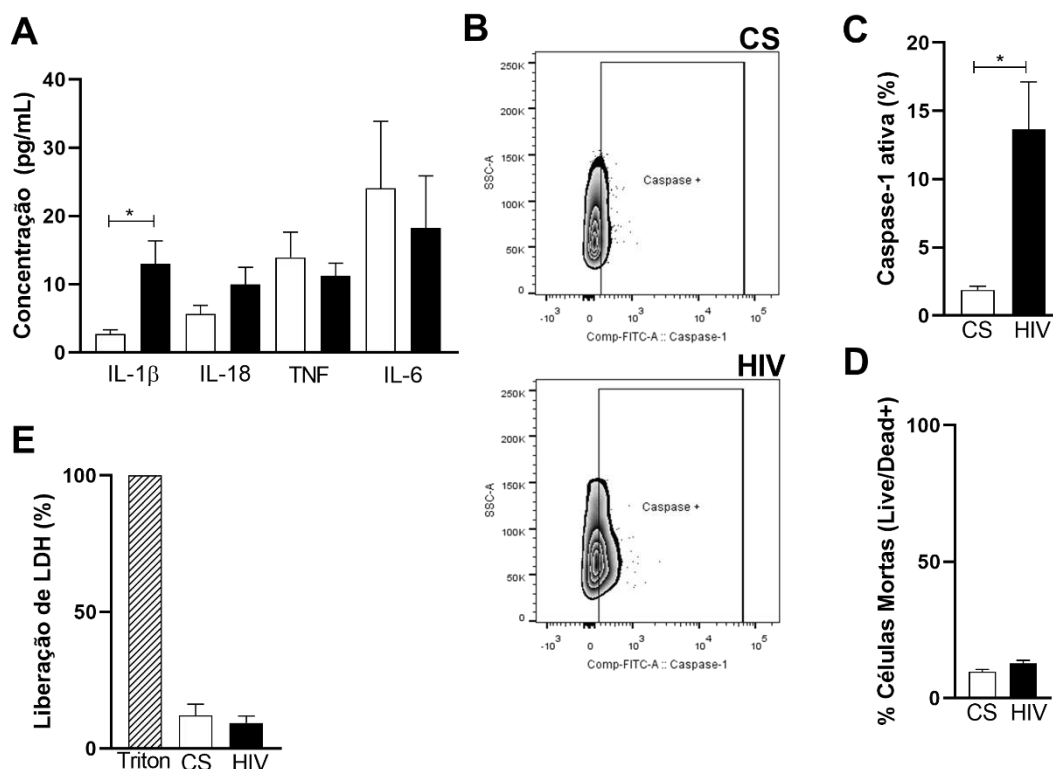 A
Concentração (pg/mL)
40
30
20
10
0
*
IL-1β IL-18 TNF IL-6
B
CS
250K
200K
150K
100K
50K
0
SSC-A
Caspase +
-10³ 0 10³ 10⁴ 10⁵
Comp-FITC-A :: Caspase-1
HIV
250K
200K
150K
100K
50K
0
SSC-A
Caspase +
-10³ 0 10³ 10⁴ 10⁵
Comp-FITC-A :: Caspase-1
C
Caspase-1 ativa (%)
20
15
10
5
0
*
CS HIV
D
% Células Mortas (Live/Dead+)
100
50
0
CS HIV
E
Liberação de LDH (%)
100
50
0
Triton CS HIV